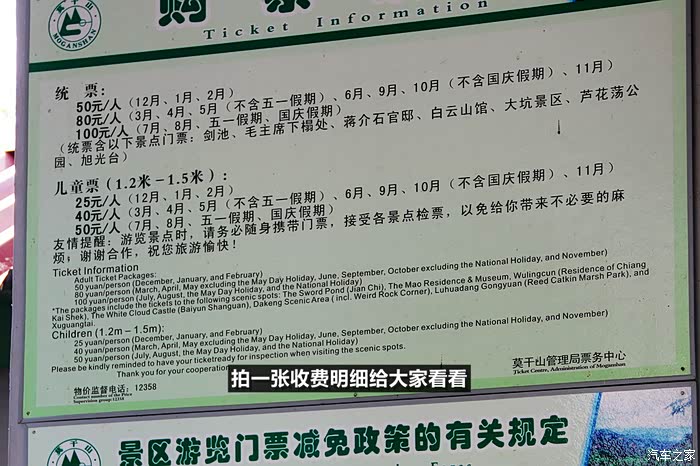 莫干山
MOGANSHAN
Ticket Information
统 票:
50元/人(12月、1月、2月)
80元/人(3月、4月、5月(不含五一假期)、6月、9月、10月(不含国庆假期)、11月)
100元/人(7月、8月、五一假期、国庆假期)
(统票含以下景点门票:剑池、毛主席下榻处、蒋介石官邸、白云山馆、大坑景区、芦花荡公
园、旭光台)
儿童票(1.2米-1.5米):
25元/人(12月、1月、2月)
40元/人(3月、4月、5月(不含五一假期)、6月、9月、10月(不含国庆假期)、11月)
50元/人(7月、8月、五一假期、国庆假期)
友情提醒:游览景点时,请务必随身携带门票,接受各景点检票,以免给你带来不必要的麻
烦,谢谢合作,祝您旅游愉快!
Ticket Information
Adult Ticket Packages:
50 yuan/person (December, January, and February)
80 yuan/person (March, April, May excluding the May Day Holiday, June, September, October excluding the National Holiday, and November)
100 yuan/person (July, August, the May Day Holiday, and the National Holiday)
*The packages include the tickets to the following scenic spots: The Sword Pond (Jian Chi), The Mao Residence & Museum, Wulingcun (Residence of Chiang
Kai Shek), The White Cloud Castle (Baiyun Shanguan), Dakeng Scenic Area ( incl. Weird Rock Corner), Luhuadang Gongyuan (Reed Catkin Marsh Park), and
Xuguangtai.
Children (1.2m – 1.5m):
25 yuan/person (December, January, and February)
40 yuan/person (March, April, May excluding the May Day Holiday, June, September, October excluding the National Holiday, and November)
50 yuan/person (July, August, the May Day Holiday, and the National Holiday)
Please be kindly reminded to have your ticketready for inspection when visiting the scenic spots.
Thank you for your cooperation
莫干山管理局票务中心
Ticket Centre, Administration of Moganshan
物价监督电话:12358
Contact number of the Price
Supervision group:12358
拍一张收费明细给大家看看
景区游览门票减免政策的有关规定
汽车之家